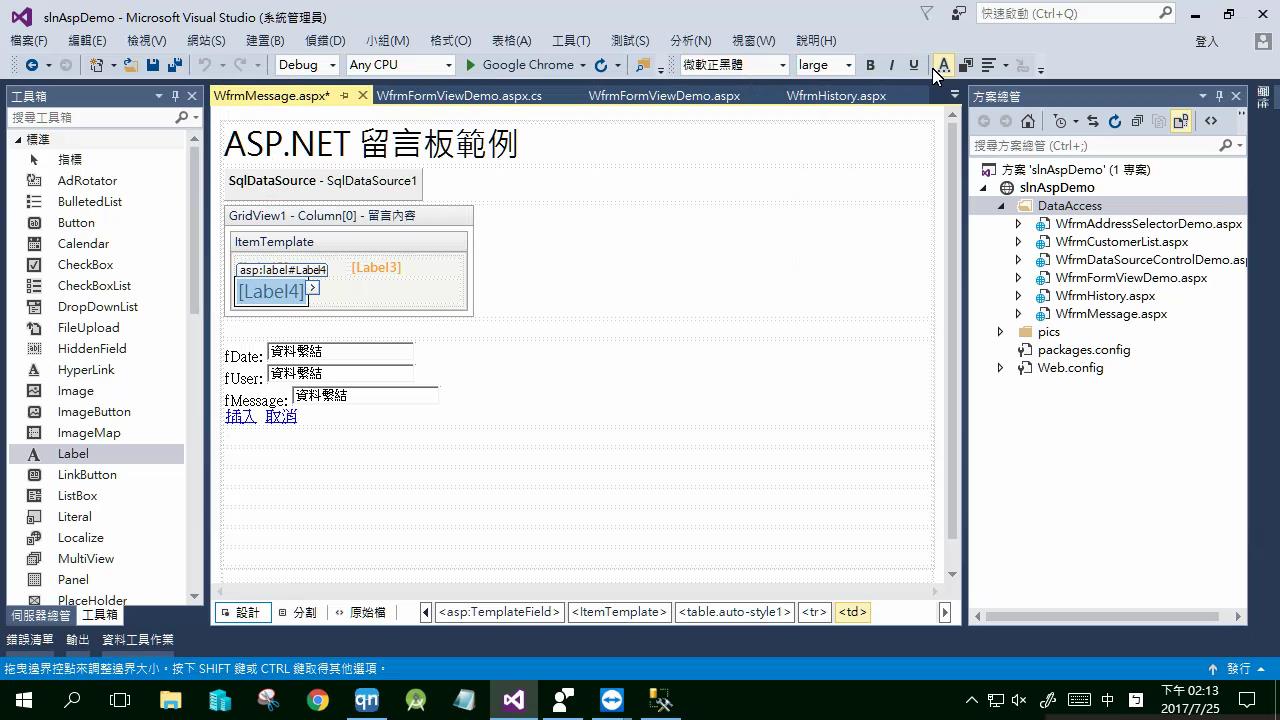 slnAspDemo - Microsoft Visual Studio (系統管理員)
快速啟動 (Ctrl+Q)
檔案(F) 編輯(E) 檢視(V) 網站(S) 建置(B) 偵錯(D) 小組(M) 格式(O) 表格(A) 工具(T) 測試(S) 分析(N) 視窗(W) 說明(H)
登入
Debug Any CPU Google Chrome 微軟正黑體 large B I U A
工具箱
WfrmMessage.aspx* WfrmFormViewDemo.aspx.cs WfrmFormViewDemo.aspx WfrmHistory.aspx
方案總管
搜尋工具箱
標準
指標
AdRotator
BulletedList
Button
Calendar
CheckBox
CheckBoxList
DropDownList
FileUpload
HiddenField
HyperLink
Image
ImageButton
ImageMap
Label
LinkButton
ListBox
Literal
Localize
MultiView
Panel
PlaceHolder
伺服器總管 工具箱
ASP.NET 留言板範例
SqlDataSource - SqlDataSource1
GridView1 - Column[0] - 留言內容
ItemTemplate
asp:label#Label4 [Label3]
[Label4]
fDate: 資料繫結
fUser: 資料繫結
fMessage: 資料繫結
插入 取消
設計 分割 原始檔 <asp:TemplateField> <ItemTemplate> <table.auto-style1> <tr> <td>
搜尋方案總管 (Ctrl+;)
方案 'slnAspDemo' (1 專案)
slnAspDemo
DataAccess
WfrmAddressSelectorDemo.aspx
WfrmCustomerList.aspx
WfrmDataSourceControlDemo.asp
WfrmFormViewDemo.aspx
WfrmHistory.aspx
WfrmMessage.aspx
pics
packages.config
Web.config
錯誤清單 輸出 資料工具作業
拖曳邊界控點來調整邊界大小。按下 SHIFT 鍵或 CTRL 鍵取得其他選項。
發行
qn
中
下午 02:13
2017/7/25